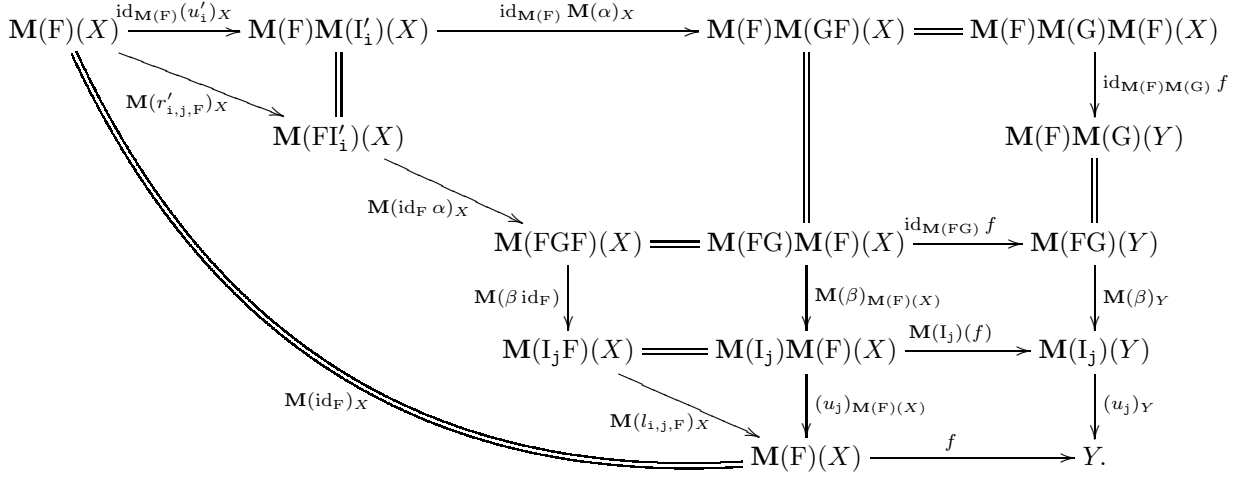 id_{𝐌(F)}(u′_i)_X id_{𝐌(F)} 𝐌(α)_X
𝐌(F)(X) 𝐌(F)𝐌(I′_i)(X) 𝐌(F)𝐌(GF)(X) 𝐌(F)𝐌(G)𝐌(F)(X)
𝐌(r′_{i,j,F})_X id_{𝐌(F)𝐌(G)} f
𝐌(FI′_i)(X) 𝐌(F)𝐌(G)(Y)
𝐌(id_F α)_X id_{𝐌(FG)} f
𝐌(FGF)(X) 𝐌(FG)𝐌(F)(X) 𝐌(FG)(Y)
𝐌(β id_F) 𝐌(β)_{𝐌(F)(X)} 𝐌(β)_Y
𝐌(I_j)(f)
𝐌(I_jF)(X) 𝐌(I_j)𝐌(F)(X) 𝐌(I_j)(Y)
𝐌(id_F)_X 𝐌(l_{i,j,F})_X (u_j)_{𝐌(F)(X)} (u_j)_Y
f
𝐌(F)(X) Y.